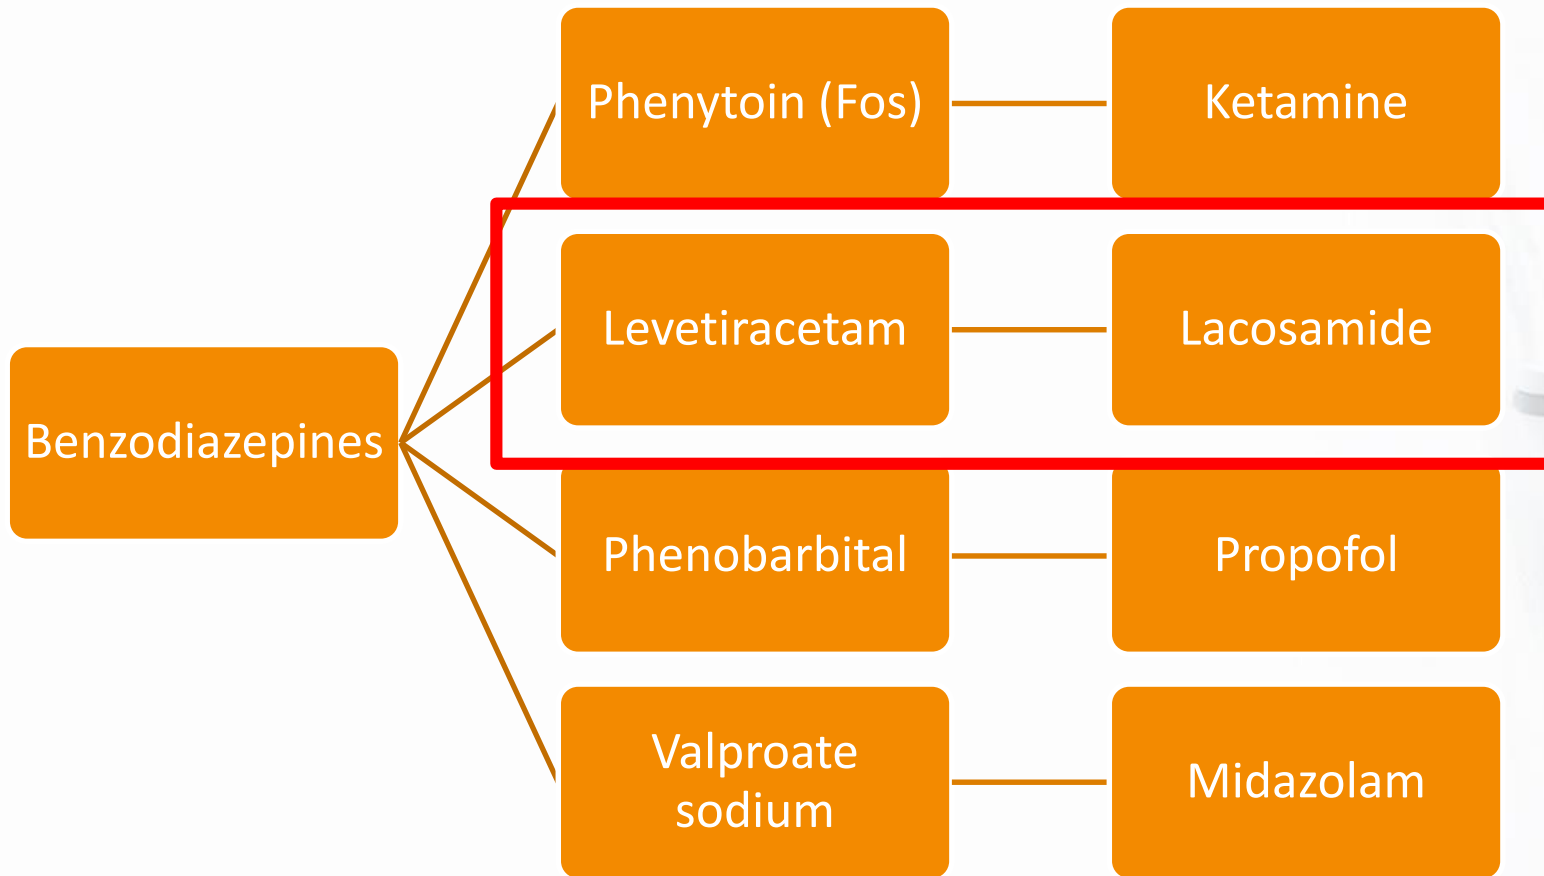 Benzodiazepines
Phenytoin (Fos)
Ketamine
Levetiracetam
Lacosamide
Phenobarbital
Propofol
Valproate
sodium
Midazolam